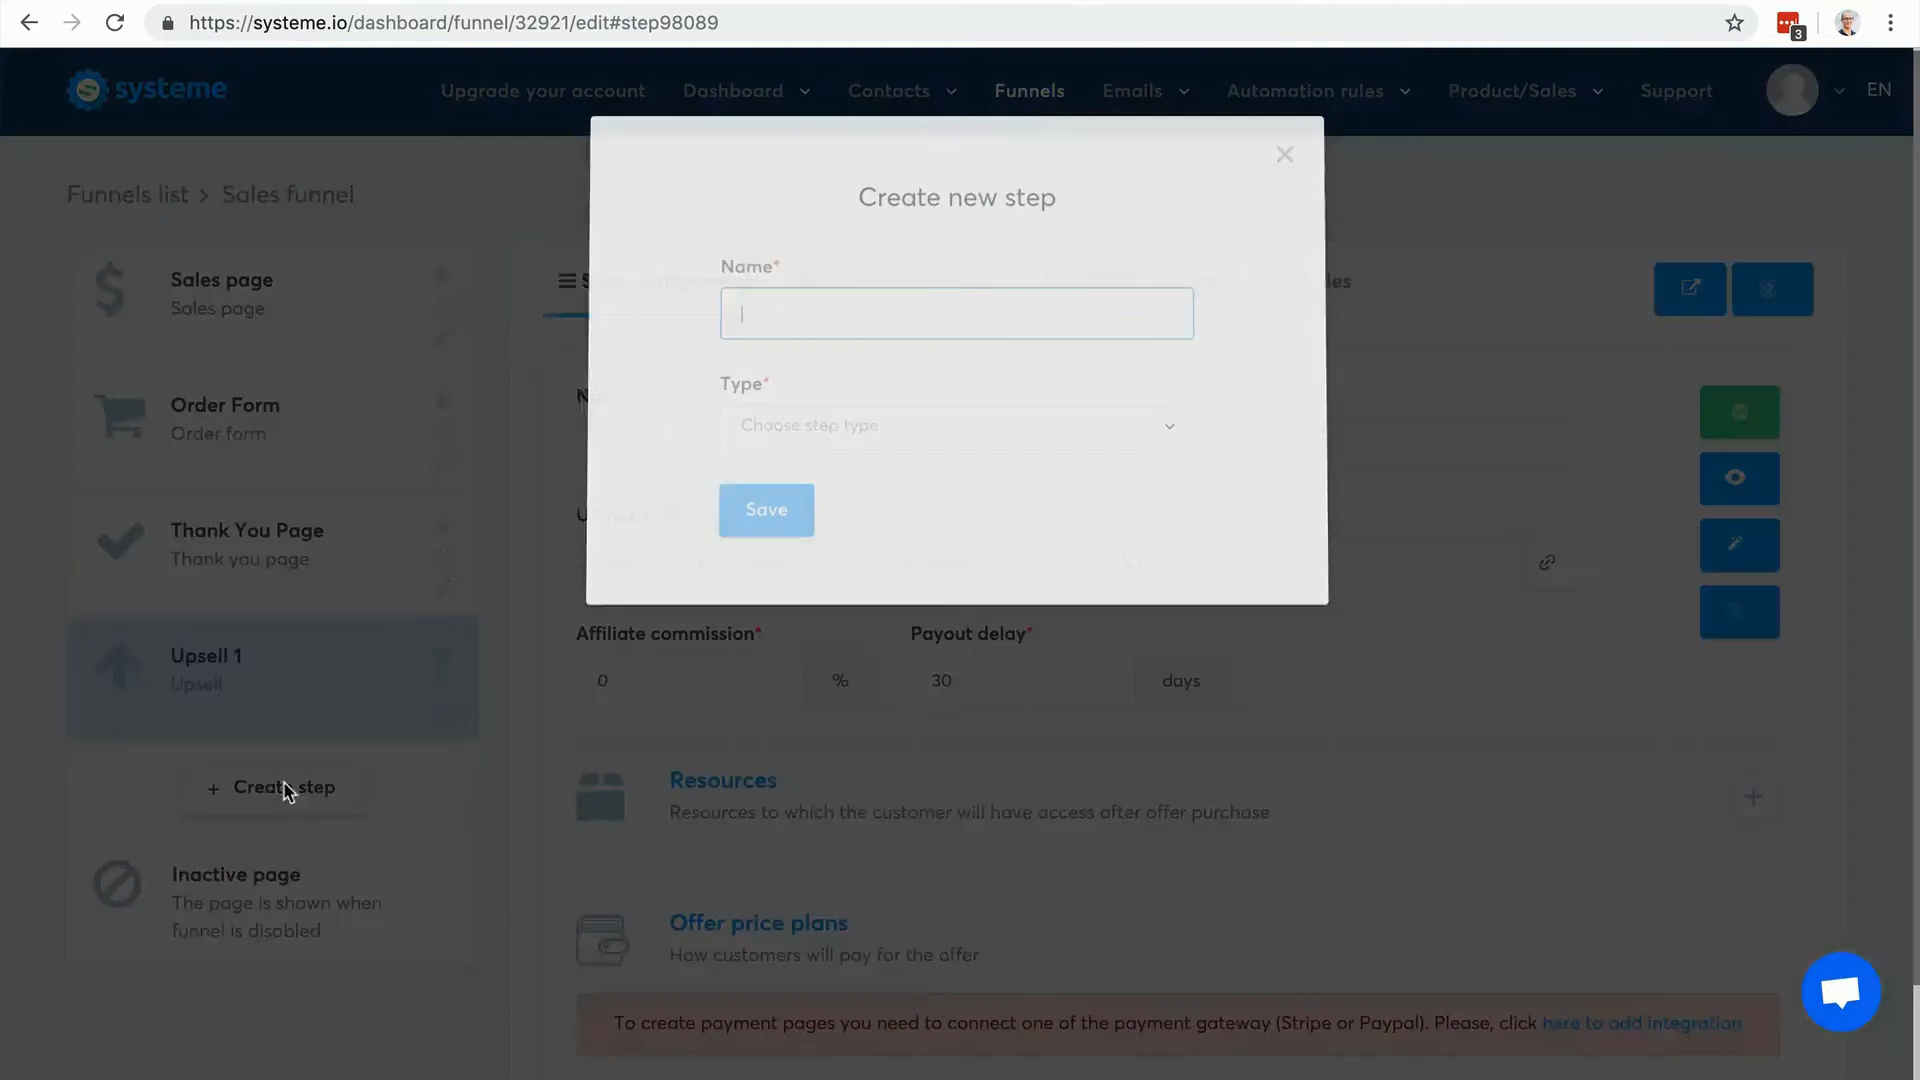 https://systeme.io/dashboard/funnel/32921/edit#step98089
3
systeme
Upgrade your account
Dashboard
Contacts
Funnels
Emails
Automation rules
Product/Sales
Support
EN
Create new step
Funnels list > Sales funnel
Name*
Sales page
Sales page
Type*
Choose step type
Order Form
Order form
Save
Thank You Page
Thank you page
Upsell 1
Upsell
Affiliate commission*
Payout delay*
0 %
30 days
+ Create step
Resources
Resources to which the customer will have access after offer purchase
Inactive page
The page is shown when
funnel is disabled
Offer price plans
How customers will pay for the offer
To create payment pages you need to connect one of the payment gateway (Stripe or Paypal). Please, click here to add integration